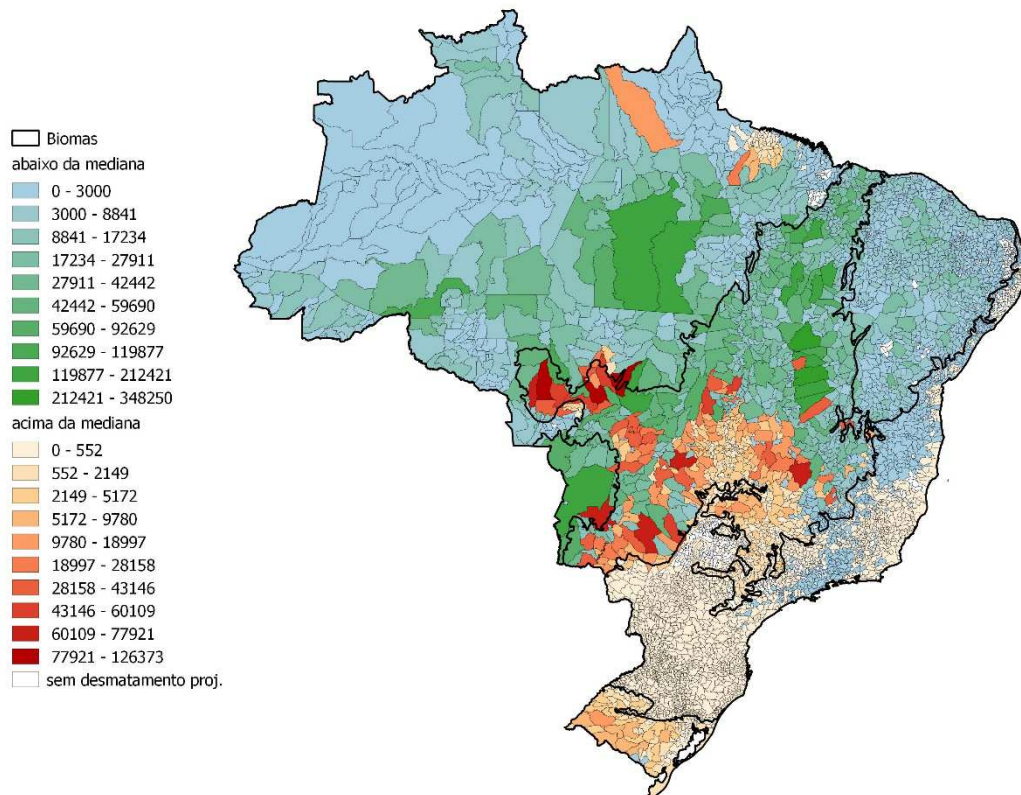 Biomas
abaixo da mediana
0 - 3000
3000 - 8841
8841 - 17234
17234 - 27911
27911 - 42442
42442 - 59690
59690 - 92629
92629 - 119877
119877 - 212421
212421 - 348250
acima da mediana
0 - 552
552 - 2149
2149 - 5172
5172 - 9780
9780 - 18997
18997 - 28158
28158 - 43146
43146 - 60109
60109 - 77921
77921 - 126373
sem desmatamento proj.